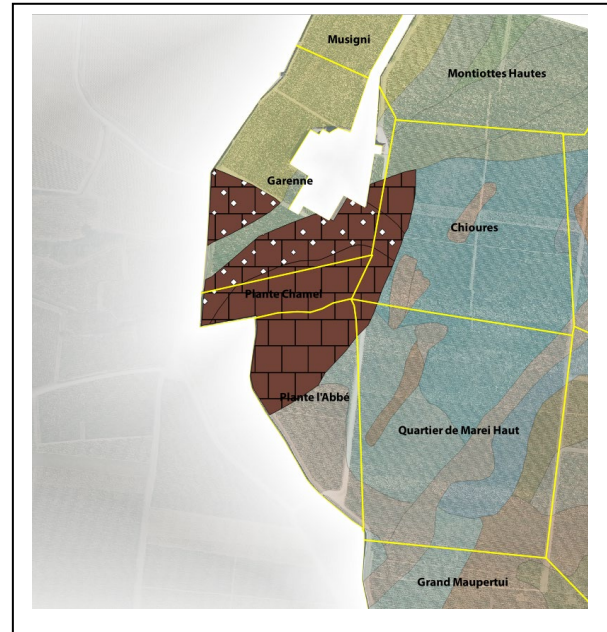 Musigni
Montiottes Hautes
Garenne
Chioures
Plante Chamel
Plante l'Abbé
Quartier de Marei Haut
Grand Maupertui